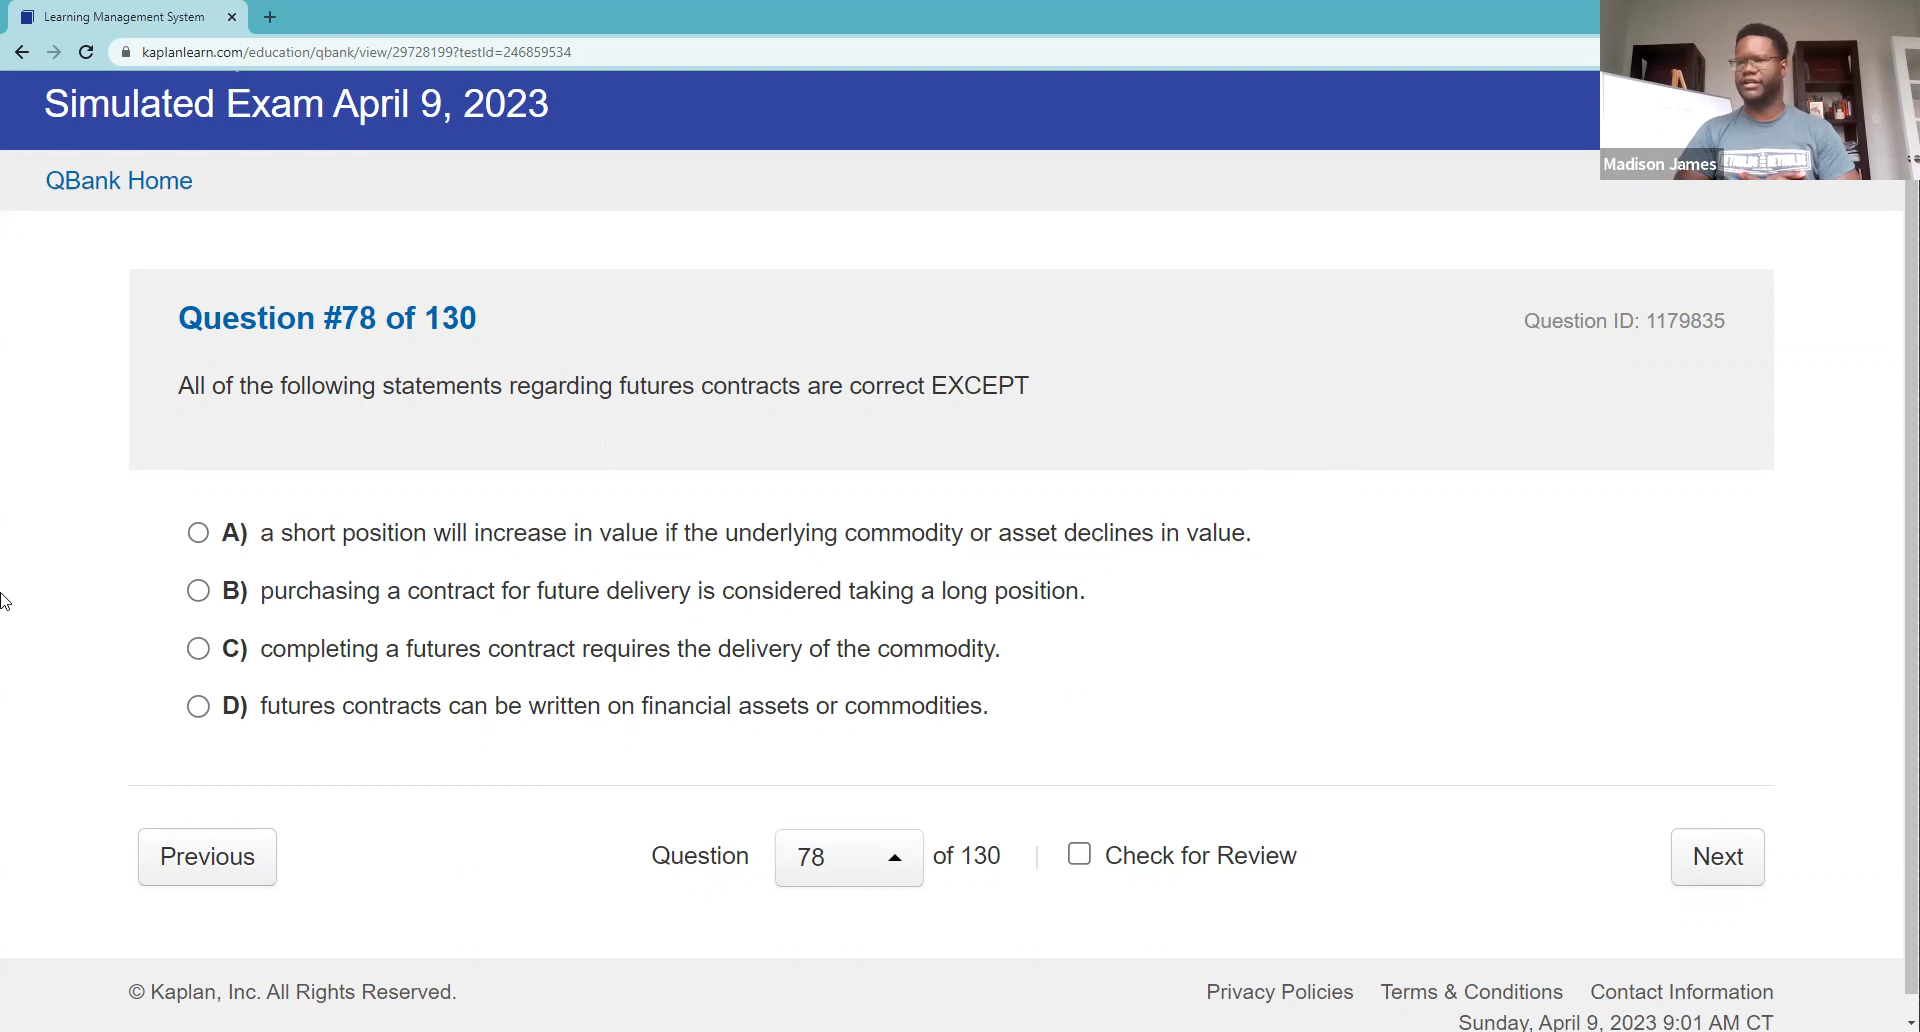 Learning Management System
kaplanlearn.com/education/qbank/view/29728199?testId=246859534
Simulated Exam April 9, 2023
Madison James
QBank Home
Question #78 of 130
Question ID: 1179835
All of the following statements regarding futures contracts are correct EXCEPT
A) a short position will increase in value if the underlying commodity or asset declines in value.
B) purchasing a contract for future delivery is considered taking a long position.
C) completing a futures contract requires the delivery of the commodity.
D) futures contracts can be written on financial assets or commodities.
Previous
Question 78 of 130 | Check for Review
Next
© Kaplan, Inc. All Rights Reserved.
Privacy Policies Terms & Conditions Contact Information
Sunday, April 9, 2023 9:01 AM CT